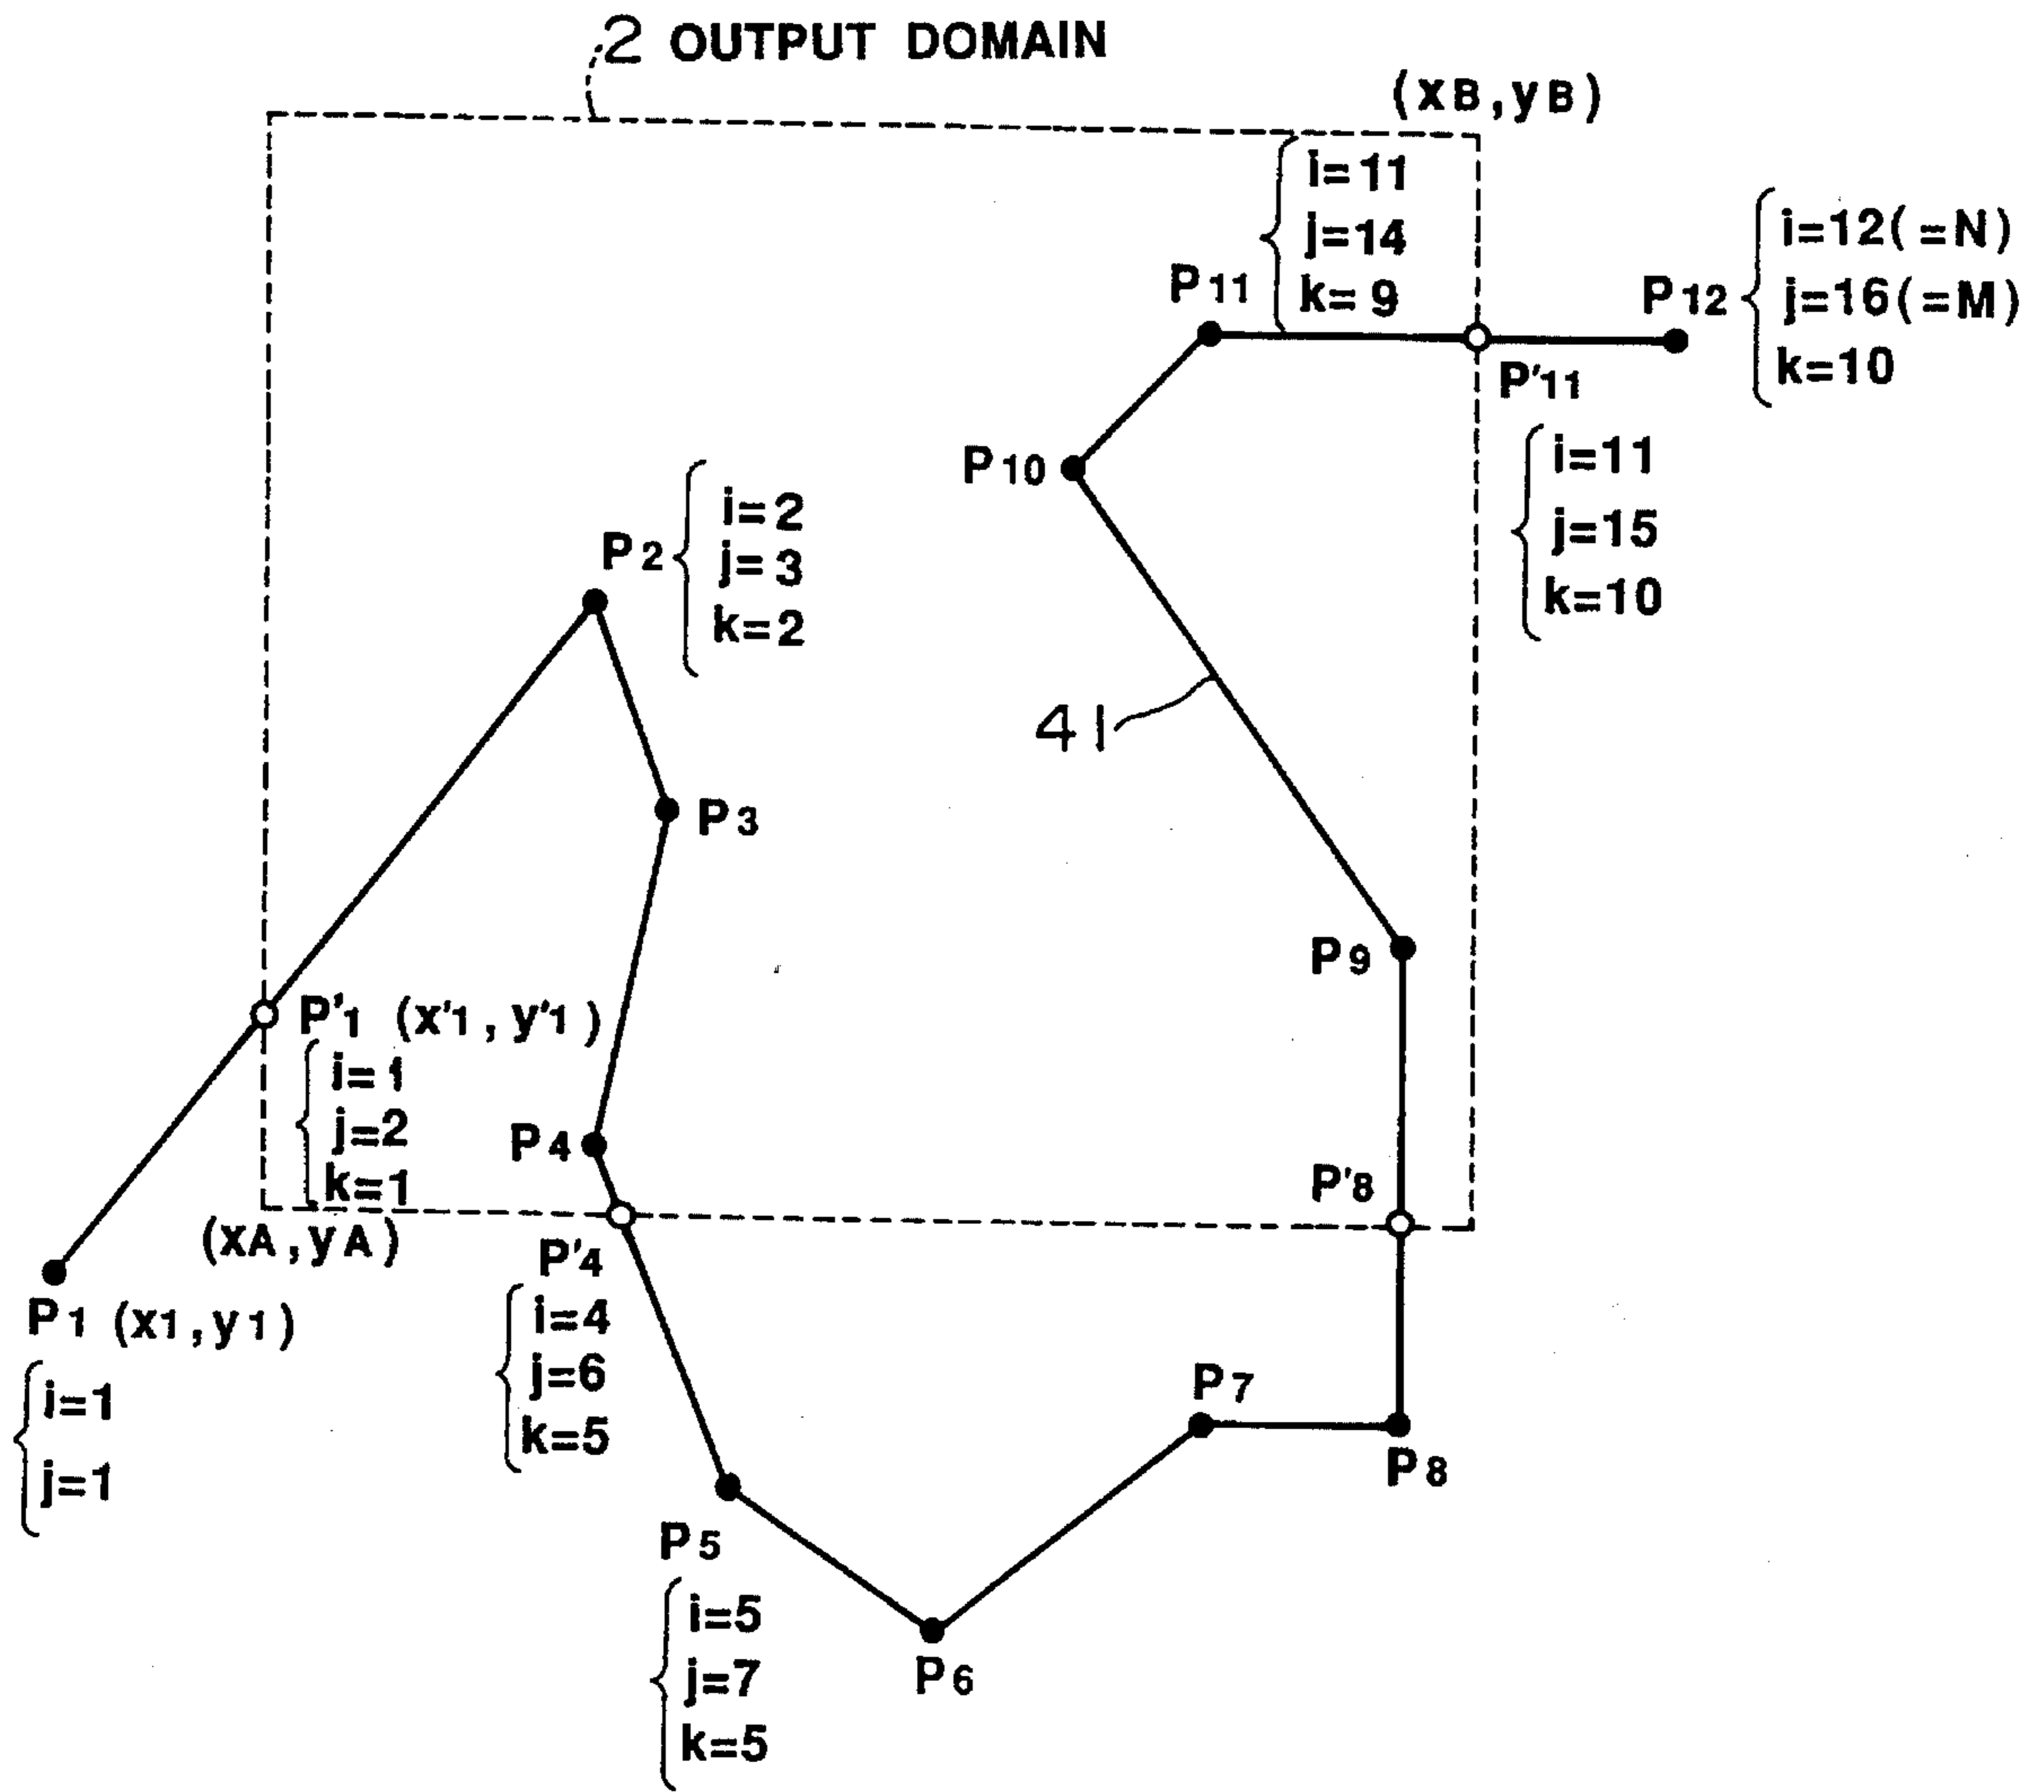 2 OUTPUT DOMAIN
(xB,yB)
i=11
j=14
k=9
P11
P12
i=12(=N)
j=16(=M)
k=10
P'11
i=11
j=15
k=10
P10
P2
i=2
j=3
k=2
41
P3
P9
P'1 (x'1,y'1)
i=1
j=2
k=1
P4
P'8
(xA,yA)
P'4
i=4
j=6
k=5
P1 (x1,y1)
i=1
j=1
P7
P8
P5
i=5
j=7
k=5
P6